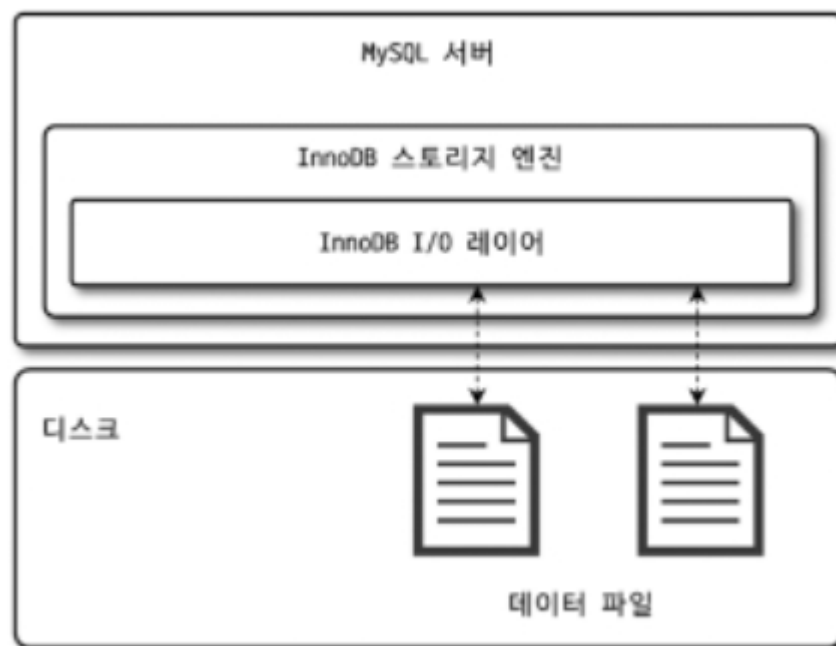 MySQL 서버
InnoDB 스토리지 엔진
InnoDB I/O 레이어
디스크
데이터 파일